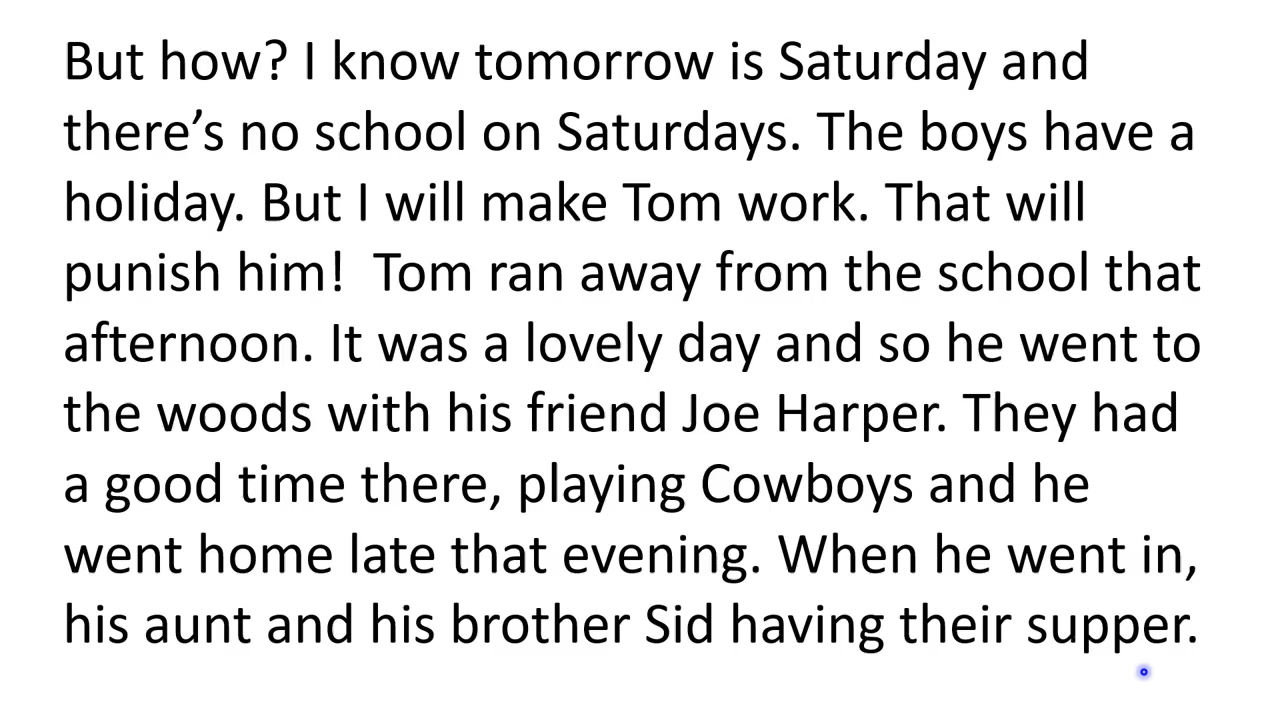 But how? I know tomorrow is Saturday and
there’s no school on Saturdays. The boys have a
holiday. But I will make Tom work. That will
punish him!  Tom ran away from the school that
afternoon. It was a lovely day and so he went to
the woods with his friend Joe Harper. They had
a good time there, playing Cowboys and he
went home late that evening. When he went in,
his aunt and his brother Sid having their supper.